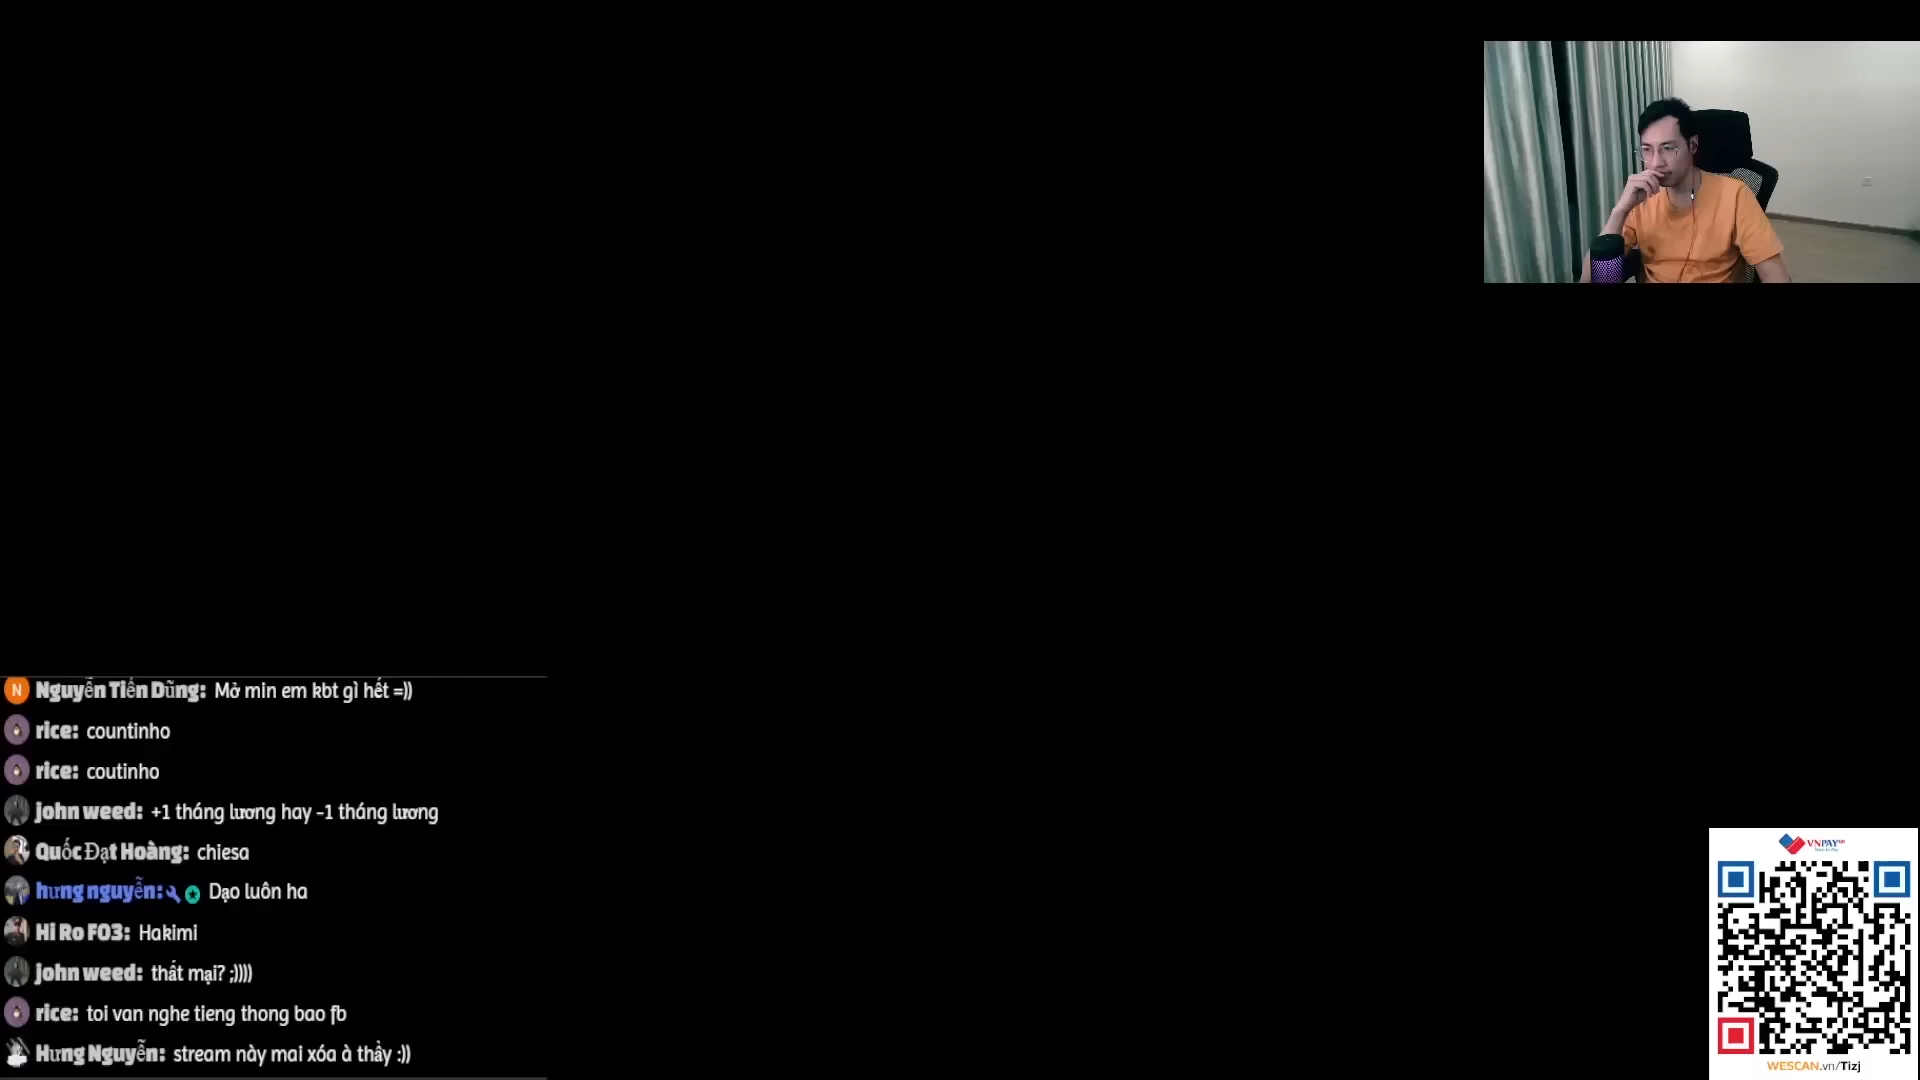 Nguyễn Tiến Dũng: Mở min em kbt gì hết =))
rice: countinho
rice: coutinho
john weed: +1 tháng lương hay -1 tháng lương
Quốc Đạt Hoàng: chiesa
hưng nguyễn: Dạo luôn ha
Hi Ro FO3: Hakimi
john weed: thất mại? ;))))
rice: toi van nghe tieng thong bao fb
Hưng Nguyễn: stream này mai xóa à thầy :))
N
VNPAY
WESCAN.vn/Tizj